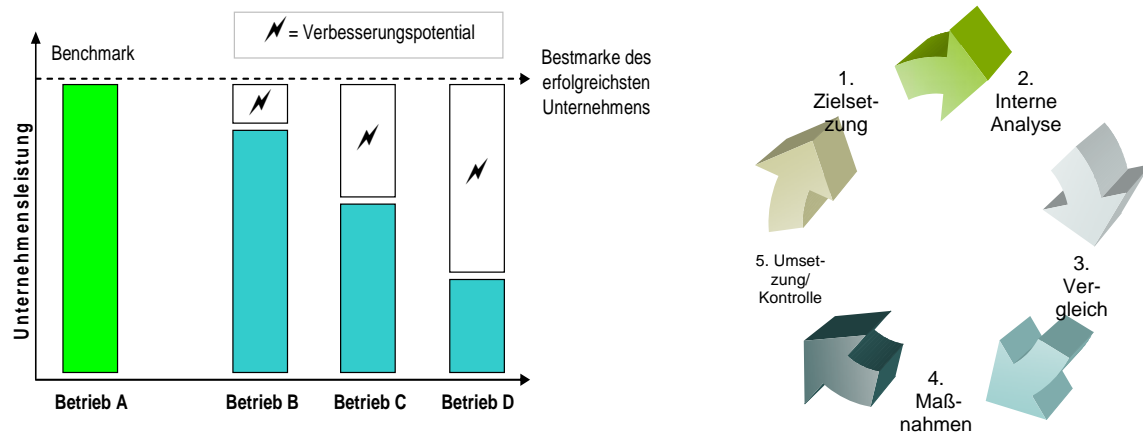 = Verbesserungspotential
Benchmark
Bestmarke des
erfolgreichsten
Unternehmens
Unternehmensleistung
Betrieb A
Betrieb B
Betrieb C
Betrieb D
1.
Zielset-
zung
2.
Interne
Analyse
3.
Ver-
gleich
4.
Maß-
nahmen
5. Umset-
zung/
Kontrolle